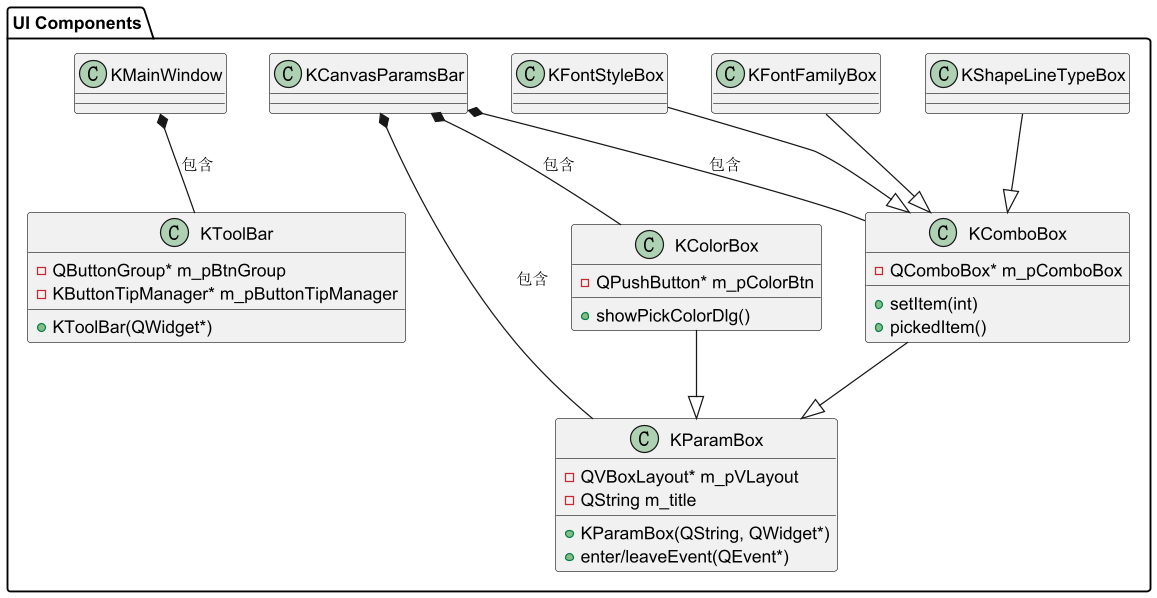 UI Components
C KMainWindow
C KCanvasParamsBar
C KFontStyleBox
C KFontFamilyBox
C KShapeLineTypeBox
包含
包含
包含
包含
C KToolBar
QButtonGroup* m_pBtnGroup
KButtonTipManager* m_pButtonTipManager
KToolBar(QWidget*)
C KColorBox
QPushButton* m_pColorBtn
showPickColorDlg()
C KComboBox
QComboBox* m_pComboBox
setItem(int)
pickedItem()
C KParamBox
QVBoxLayout* m_pVLayout
QString m_title
KParamBox(QString, QWidget*)
enter/leaveEvent(QEvent*)